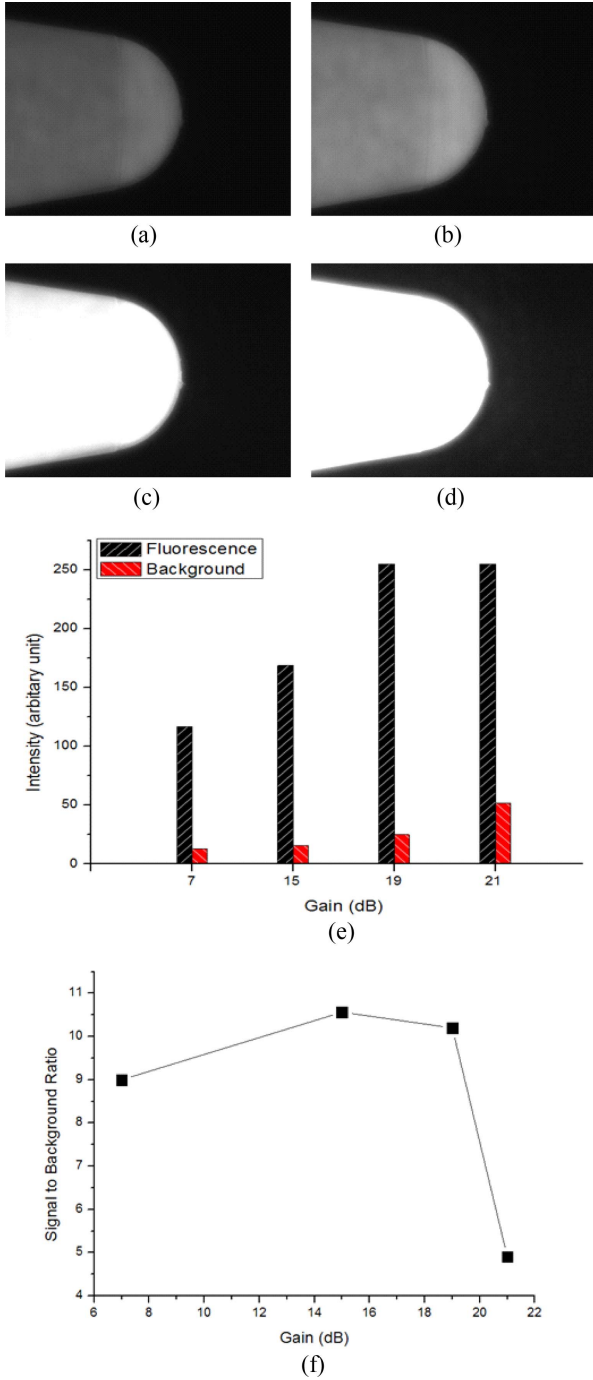 (a)
(b)
(c)
(d)
Fluorescence
Background
Intensity (arbitary unit)
250
200
150
100
50
0
7 15 19 21
Gain (dB)
(e)
Signal to Background Ratio
11
10
9
8
7
6
5
4
6 8 10 12 14 16 18 20 22
Gain (dB)
(f)